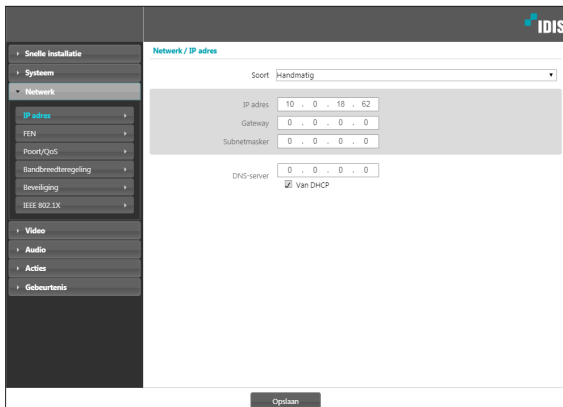 IDIS
Snelle installatie
Systeem
Netwerk
IP adres
FEN
Poort/QoS
Bandbreedteregeling
Beveiliging
IEEE 802.1X
Video
Audio
Acties
Gebeurtenis
Netwerk / IP adres
Soort Handmatig
IP adres 10 . 0 . 18 . 62
Gateway 0 . 0 . 0 . 0
Subnetmasker 0 . 0 . 0 . 0
DNS-server 0 . 0 . 0 . 0
Van DHCP
Opslaan